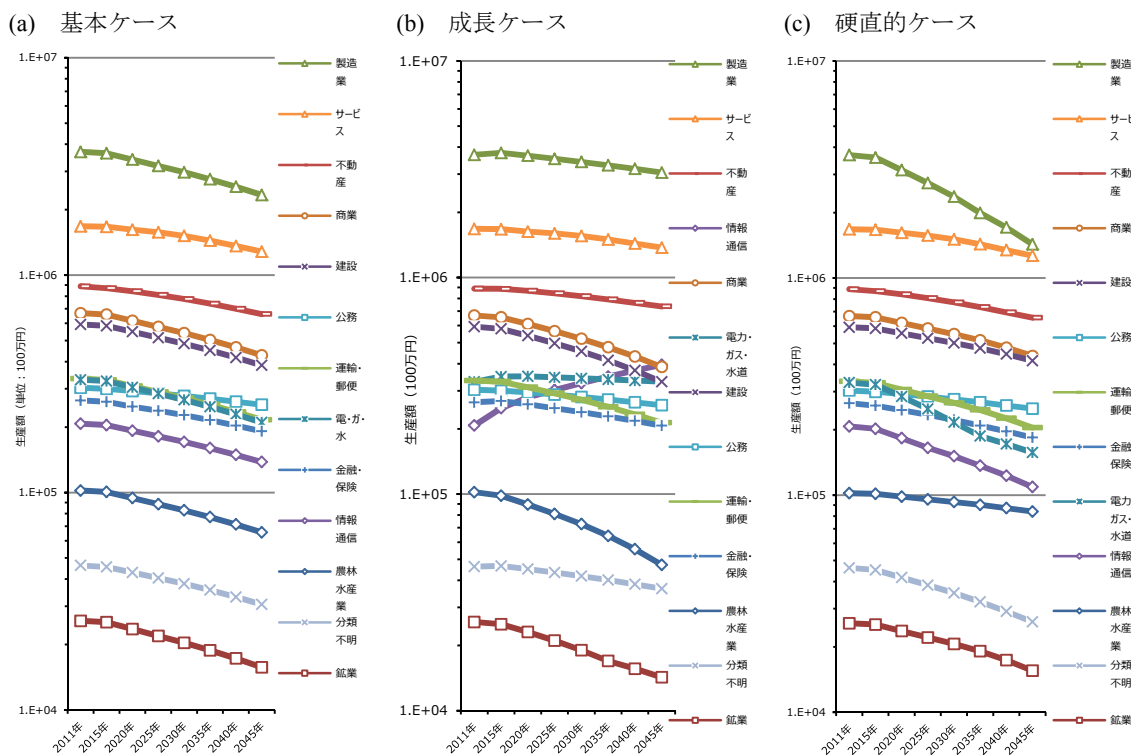 (a) 基本ケース
1.E+07
1.E+06
1.E+05
1.E+04
生産額（単位：100万円）
2011年
2015年
2020年
2025年
2030年
2035年
2040年
2045年
製造
業
サービ
ス
不動
産
商業
建設
公務
運輸・
郵便
電・ガ・
水
金融・
保険
情報
通信
農林
水産
業
分類
不明
鉱業
(b) 成長ケース
1.E+07
1.E+06
1.E+05
1.E+04
生産額（100万円）
2011年
2015年
2020年
2025年
2030年
2035年
2040年
2045年
製造
業
サービ
ス
不動
産
情報
通信
商業
電力・
ガス・
水道
建設
公務
運輸・
郵便
金融・
保険
農林
水産
業
分類
不明
鉱業
(c) 硬直的ケース
1.E+07
1.E+06
1.E+05
1.E+04
生産額（100万円）
2011年
2015年
2020年
2025年
2030年
2035年
2040年
2045年
製造
業
サービ
ス
不動
産
商業
建設
公務
運輸・
郵便
金融・
保険
電力・
ガス・
水道
情報
通信
農林
水産
業
分類
不明
鉱業